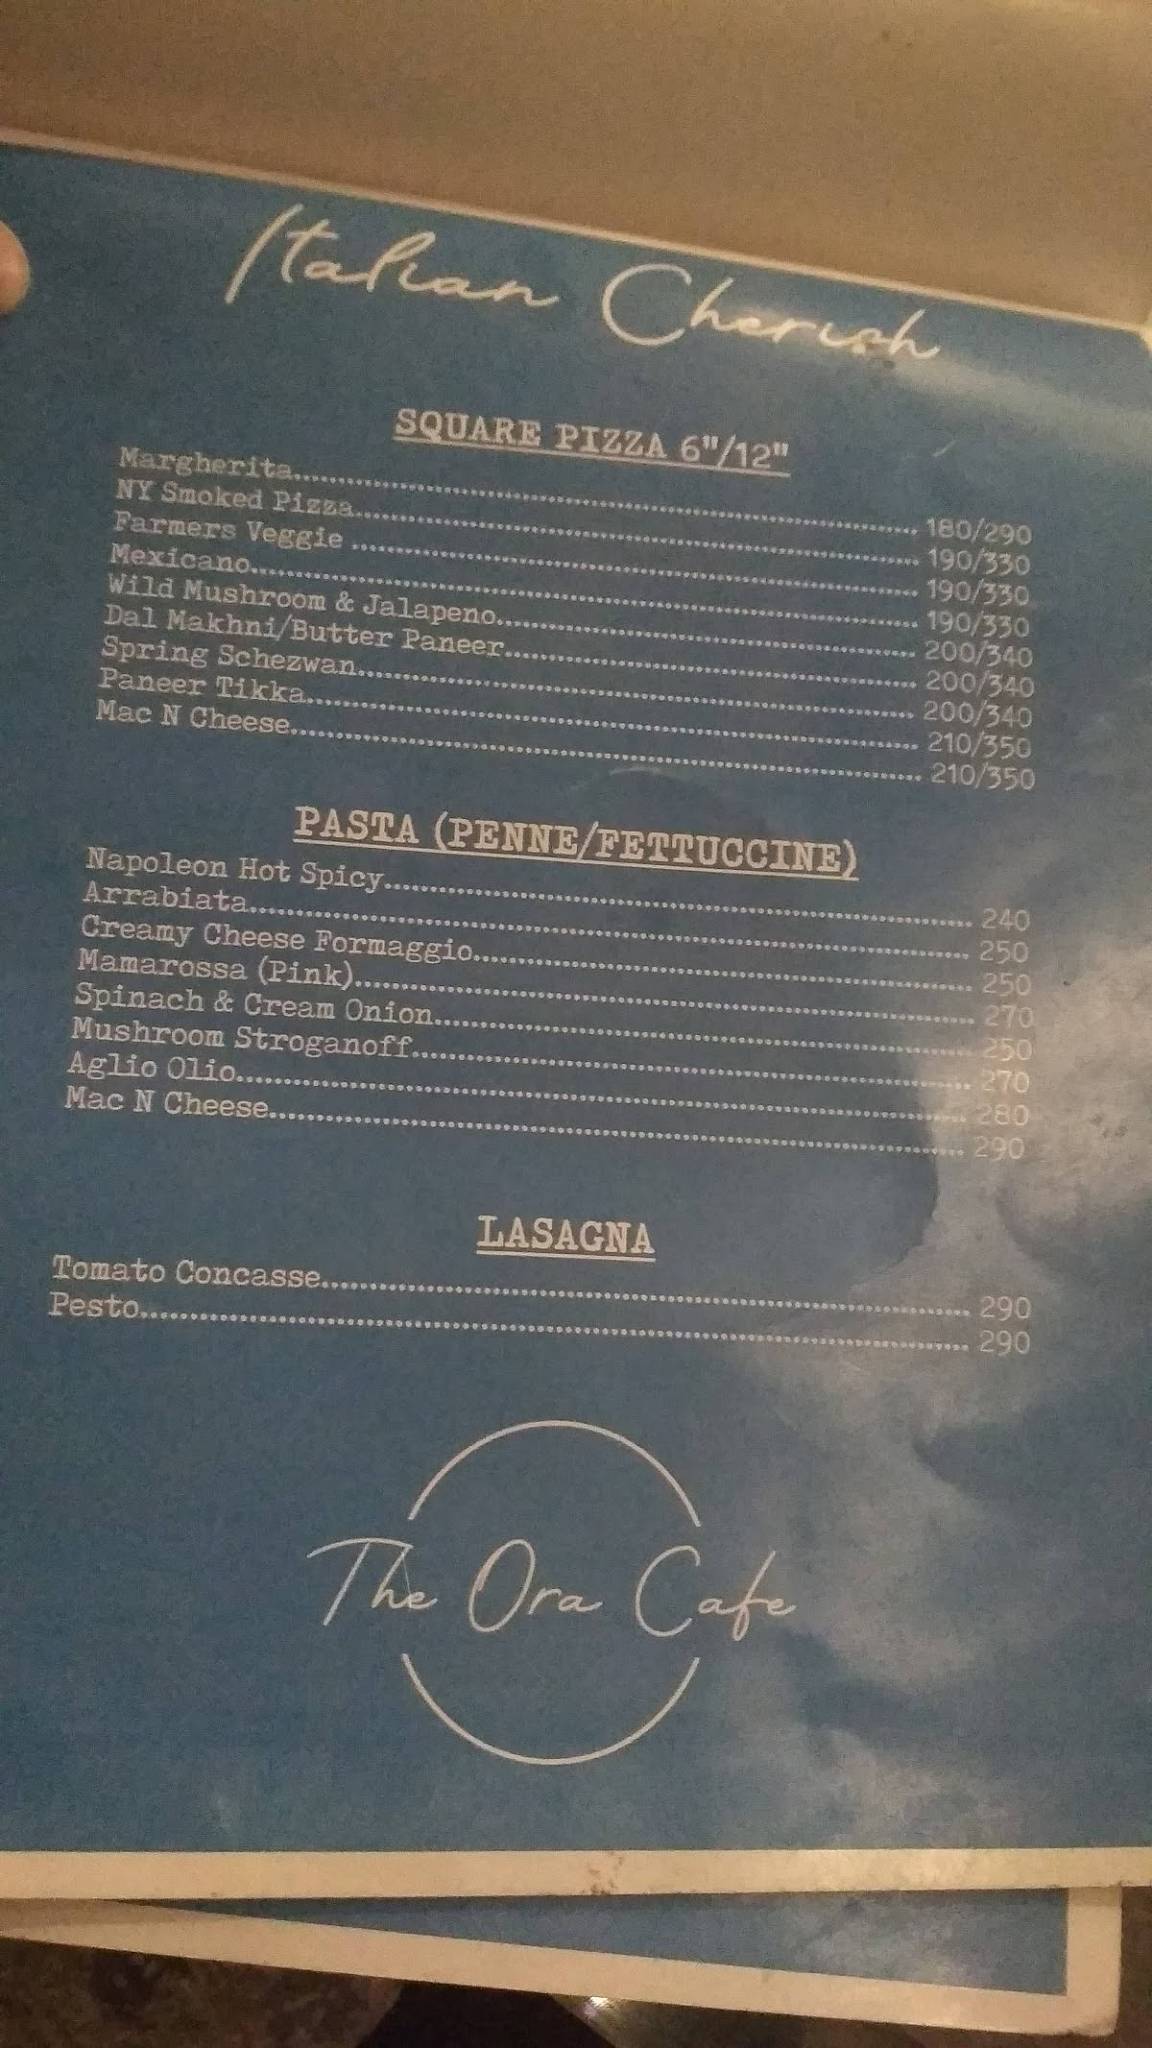 Italian Cherish
SQUARE PIZZA 6"/12"
Margherita.......... 180/290
NY Smoked Pizza.......... 190/330
Farmers Veggie .......... 190/330
Mexicano.......... 190/330
Wild Mushroom & Jalapeno.......... 200/340
Dal Makhni/Butter Paneer.......... 200/340
Spring Schezwan.......... 200/340
Paneer Tikka.......... 210/350
Mac N Cheese.......... 210/350
PASTA (PENNE/FETTUCCINE)
Napoleon Hot Spicy.......... 240
Arrabiata.......... 250
Creamy Cheese Formaggio.......... 250
Mamarossa (Pink).......... 270
Spinach & Cream Onion.......... 250
Mushroom Stroganoff.......... 270
Aglio Olio.......... 280
Mac N Cheese.......... 290
LASAGNA
Tomato Concasse.......... 290
Pesto.......... 290
The Ora Cafe